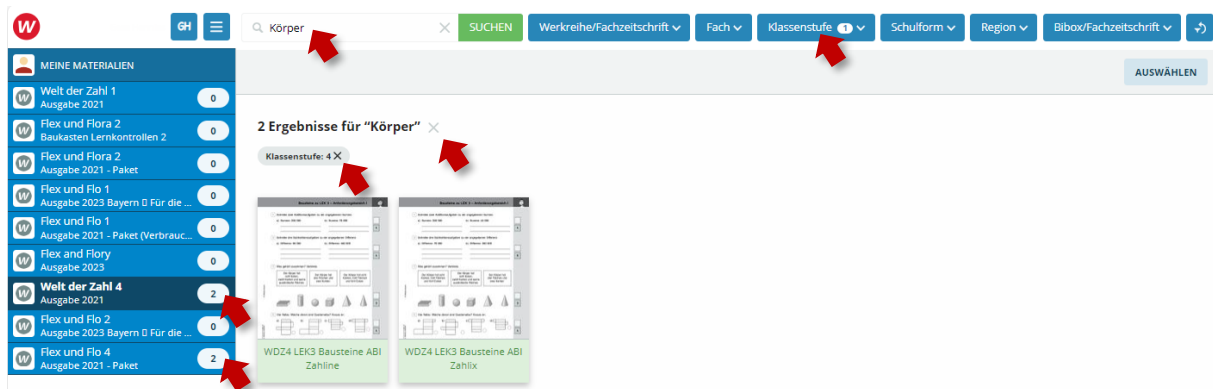 W GH Körper SUCHEN Werkreihe/Fachzeitschrift Fach Klassenstufe 1 Schulform Region Bibox/Fachzeitschrift
MEINE MATERIALIEN
AUSWÄHLEN
Welt der Zahl 1
Ausgabe 2021
0
Flex und Flora 2
Baukasten Lernkontrollen 2
0
Flex und Flora 2
Ausgabe 2021 - Paket
0
Flex und Flo 1
Ausgabe 2023 Bayern ▯ Für die ...
0
Flex und Flo 1
Ausgabe 2021 - Paket (Verbrauc...
0
Flex and Flory
Ausgabe 2023
0
Welt der Zahl 4
Ausgabe 2021
2
Flex und Flo 2
Ausgabe 2023 Bayern ▯ Für die ...
0
Flex und Flo 4
Ausgabe 2021 - Paket
2
2 Ergebnisse für “Körper”
Klassenstufe: 4 X
WDZ4 LEK3 Bausteine ABI
Zahline
WDZ4 LEK3 Bausteine ABI
Zahlix